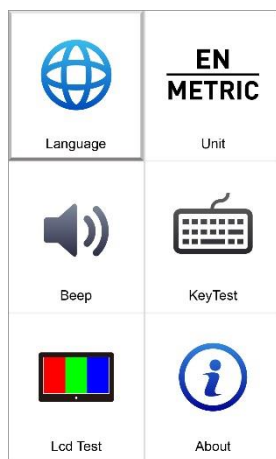 EN
METRIC
Language
Unit
Beep
KeyTest
Lcd Test
About